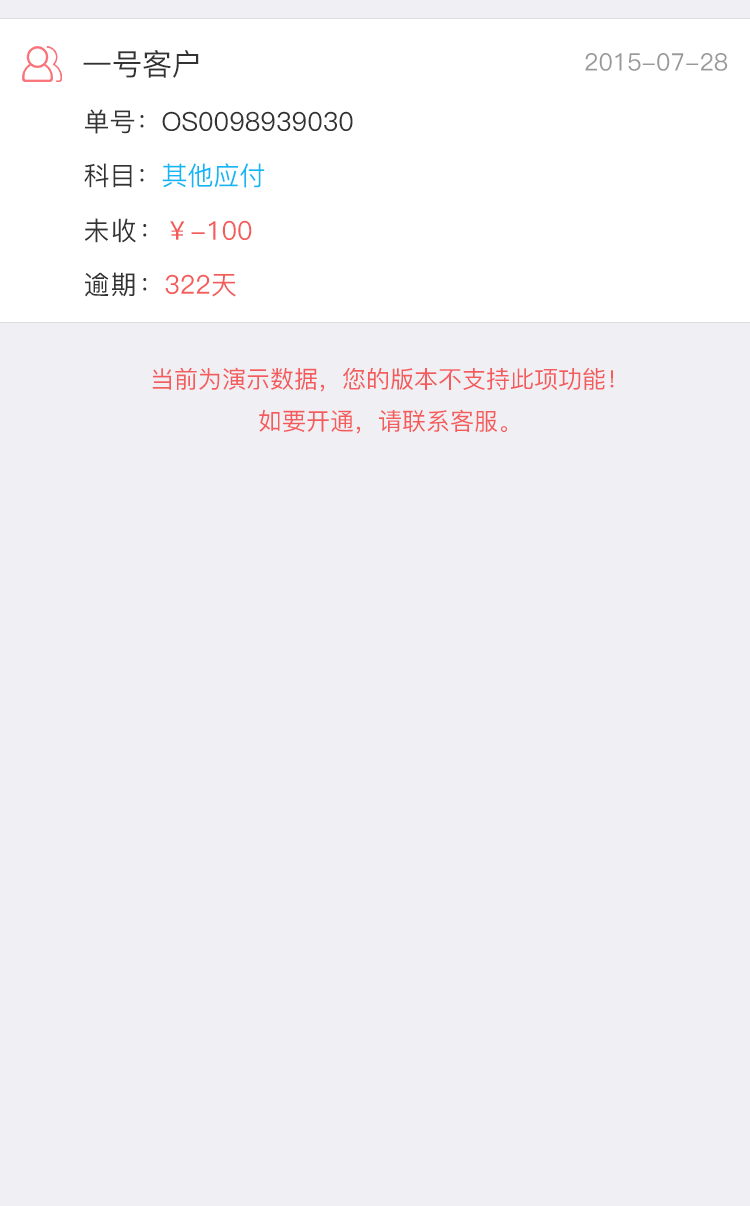 一号客户
2015-07-28
单号：OS0098939030
科目：其他应付
未收：￥-100
逾期：322天
当前为演示数据，您的版本不支持此项功能！
如要开通，请联系客服。